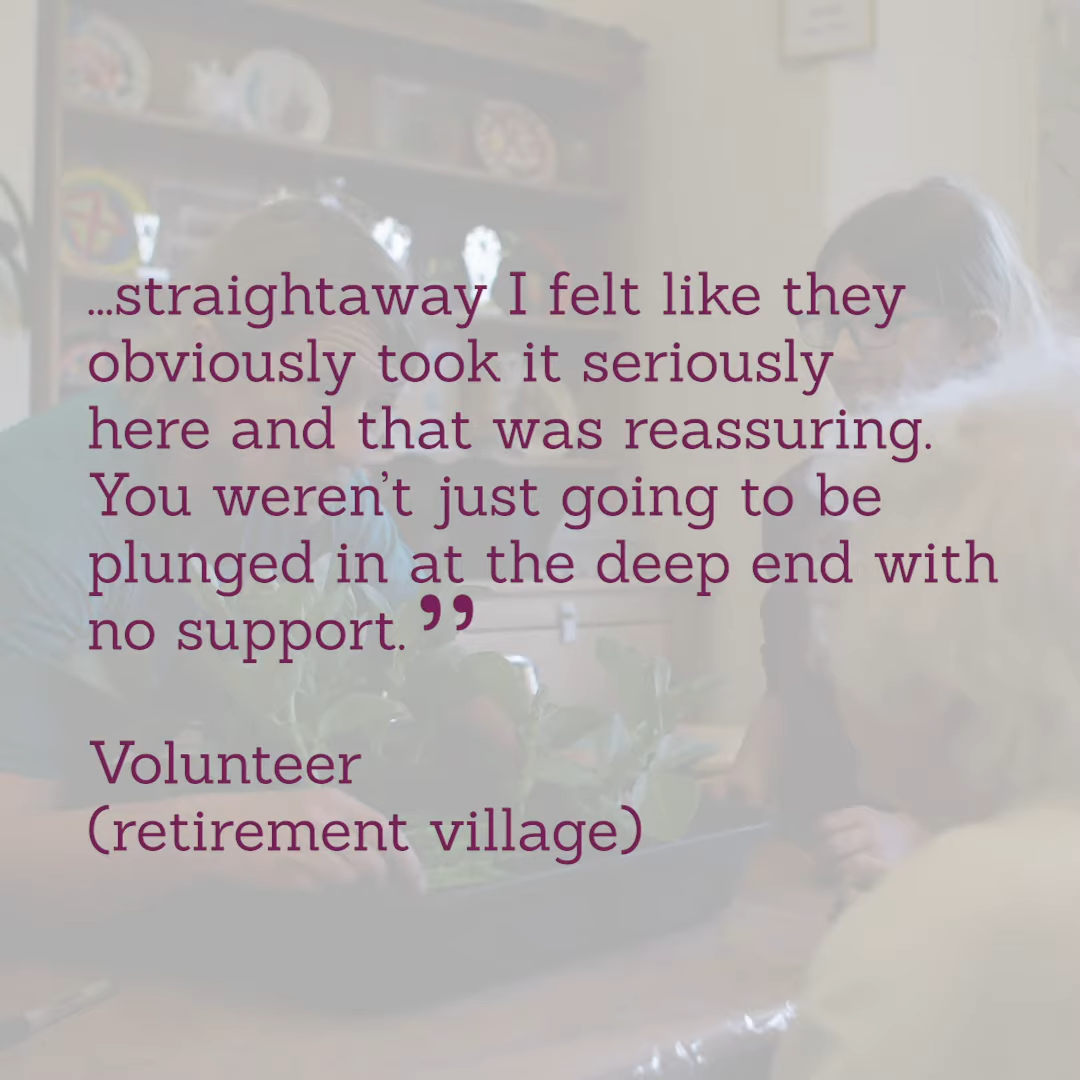 ...straightaway I felt like they
obviously took it seriously
here and that was reassuring.
You weren’t just going to be
plunged in at the deep end with
no support.”
Volunteer
(retirement village)